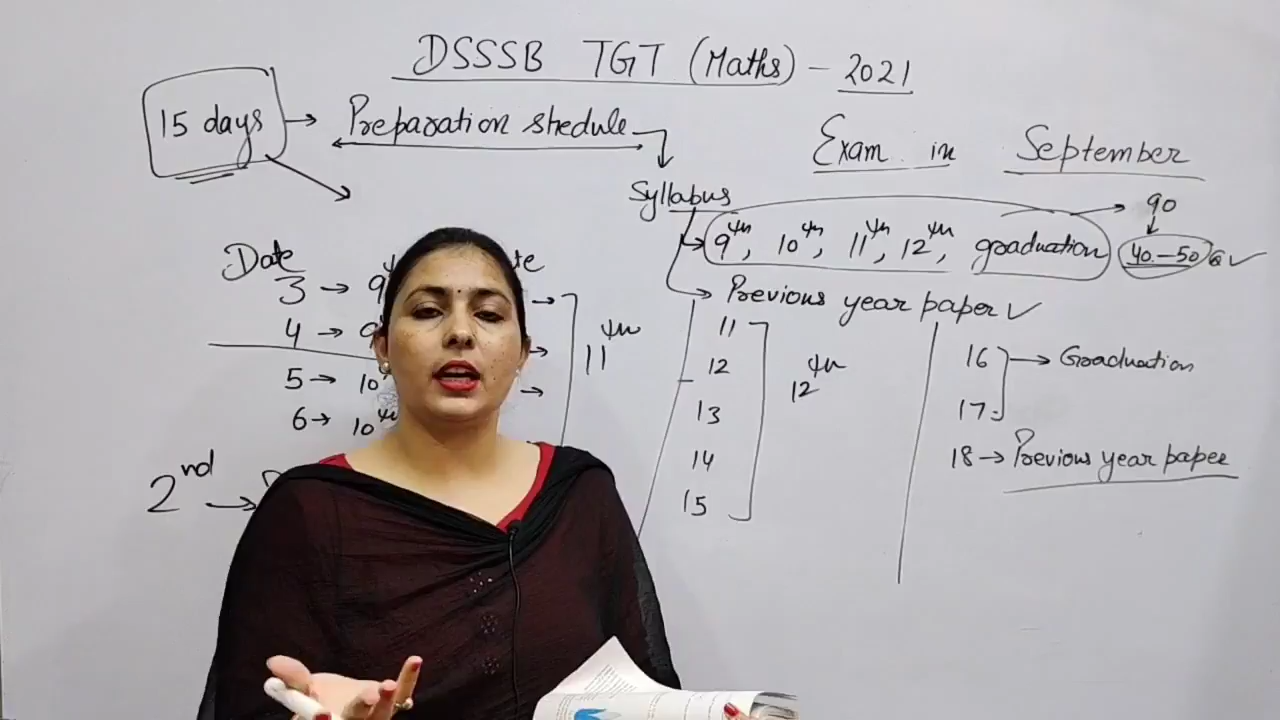 DSSSB TGT (Maths) - 2021
15 days → Preparation shedule
Exam in September
Syllabus
→ 9th, 10th, 11th, 12th, graduation → 90
40-50
→ Previous year paper ✓
Date
3 → 9
4 → 9
5 → 10
6 → 10th
11th
2nd →
11
12
13
14
15
12th
16
17
→ Graduation
18 → Previous year paper